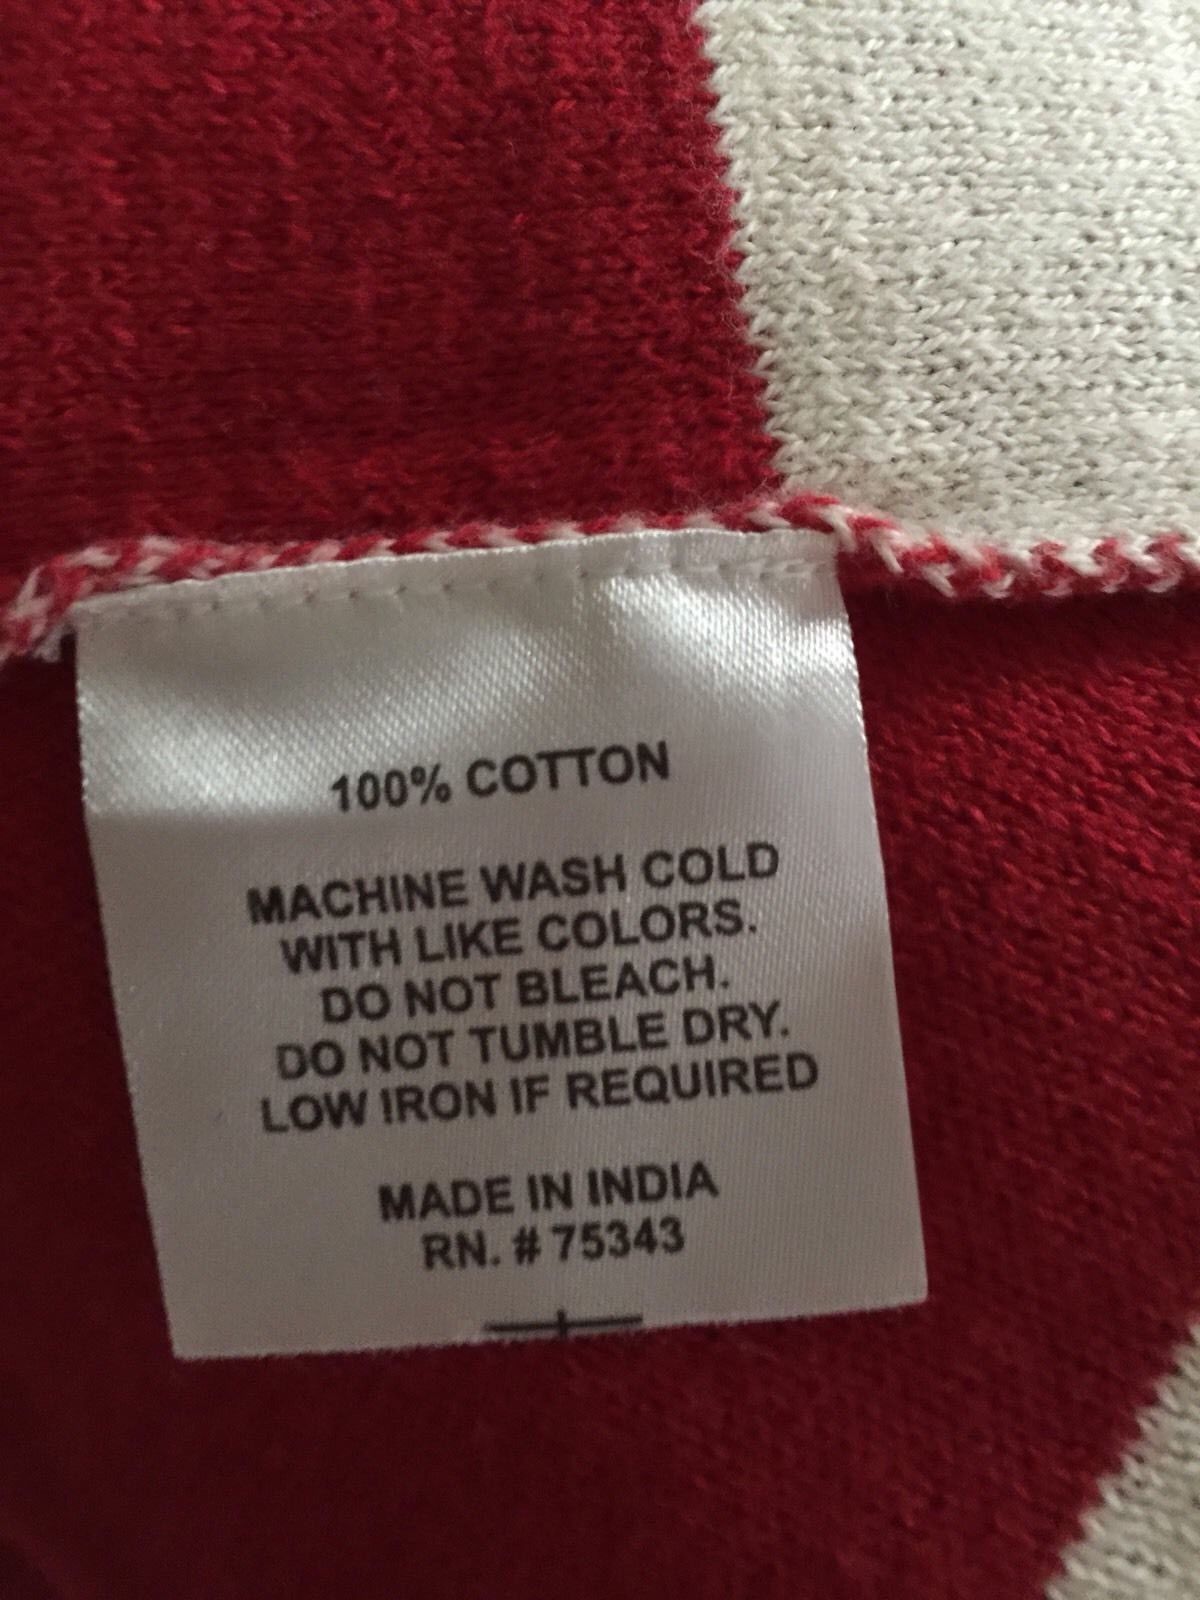 100% COTTON
MACHINE WASH COLD
WITH LIKE COLORS.
DO NOT BLEACH.
DO NOT TUMBLE DRY.
LOW IRON IF REQUIRED
MADE IN INDIA
RN. # 75343